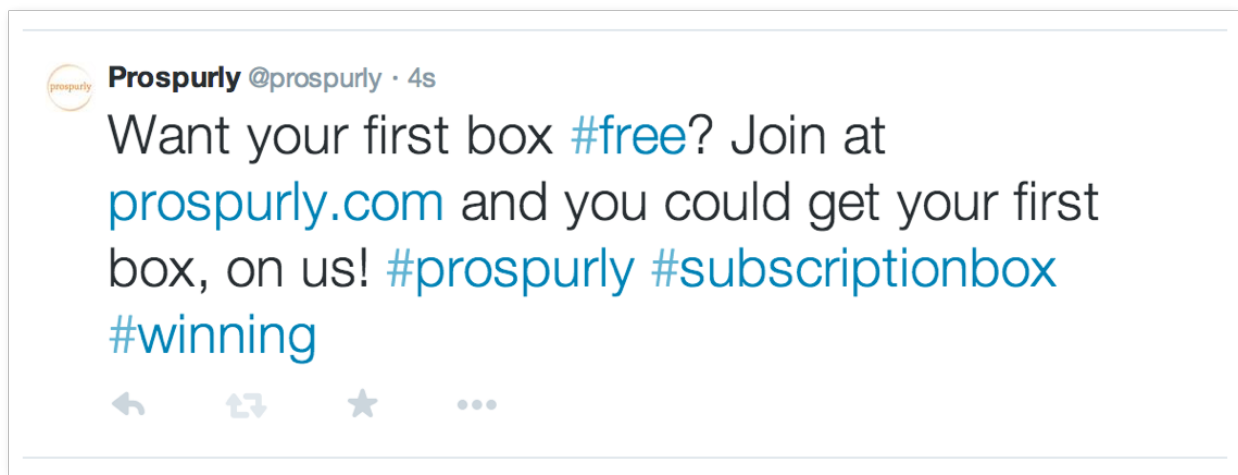 prospurly
Prospurly @prospurly · 4s
Want your first box #free? Join at
prospurly.com and you could get your first
box, on us! #prospurly #subscriptionbox
#winning